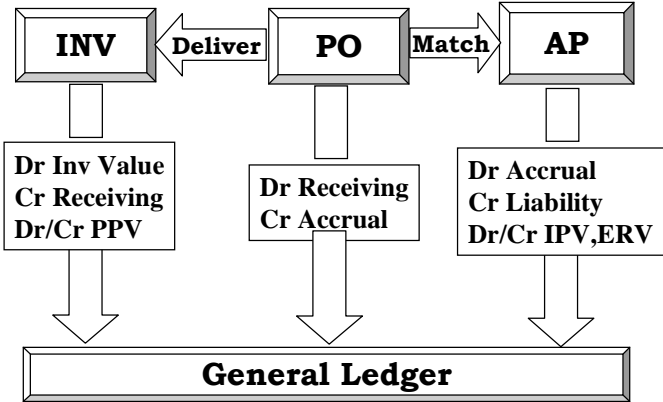 INV
Deliver
PO
Match
AP
Dr Inv Value
Cr Receiving
Dr/Cr PPV
Dr Receiving
Cr Accrual
Dr Accrual
Cr Liability
Dr/Cr IPV,ERV
General Ledger